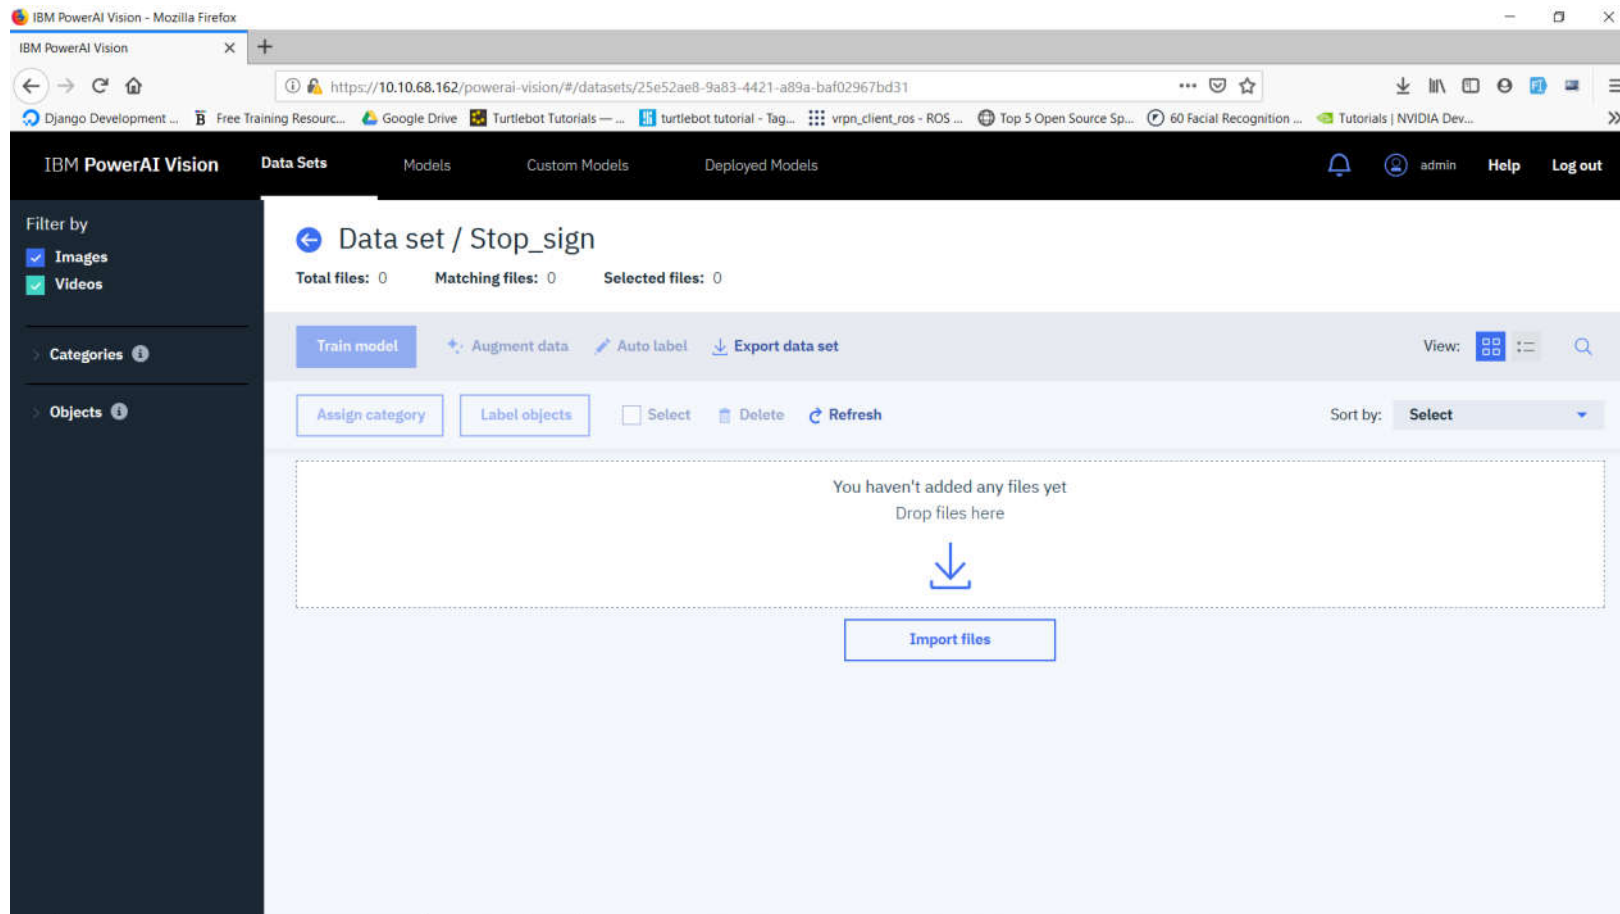 IBM PowerAI Vision - Mozilla Firefox
IBM PowerAI Vision
https://10.10.68.162/powerai-vision/#/datasets/25e52ae8-9a83-4421-a89a-baf02967bd31
Django Development ... Free Training Resourc... Google Drive Turtlebot Tutorials — ... turtlebot tutorial - Tag... vrpn_client_ros - ROS ... Top 5 Open Source Sp... 60 Facial Recognition ... Tutorials | NVIDIA Dev...
IBM PowerAI Vision Data Sets Models Custom Models Deployed Models admin Help Log out
Filter by
Images
Videos
Categories
Objects
Data set / Stop_sign
Total files: 0 Matching files: 0 Selected files: 0
Train model Augment data Auto label Export data set View:
Assign category Label objects Select Delete Refresh Sort by: Select
You haven't added any files yet
Drop files here
Import files